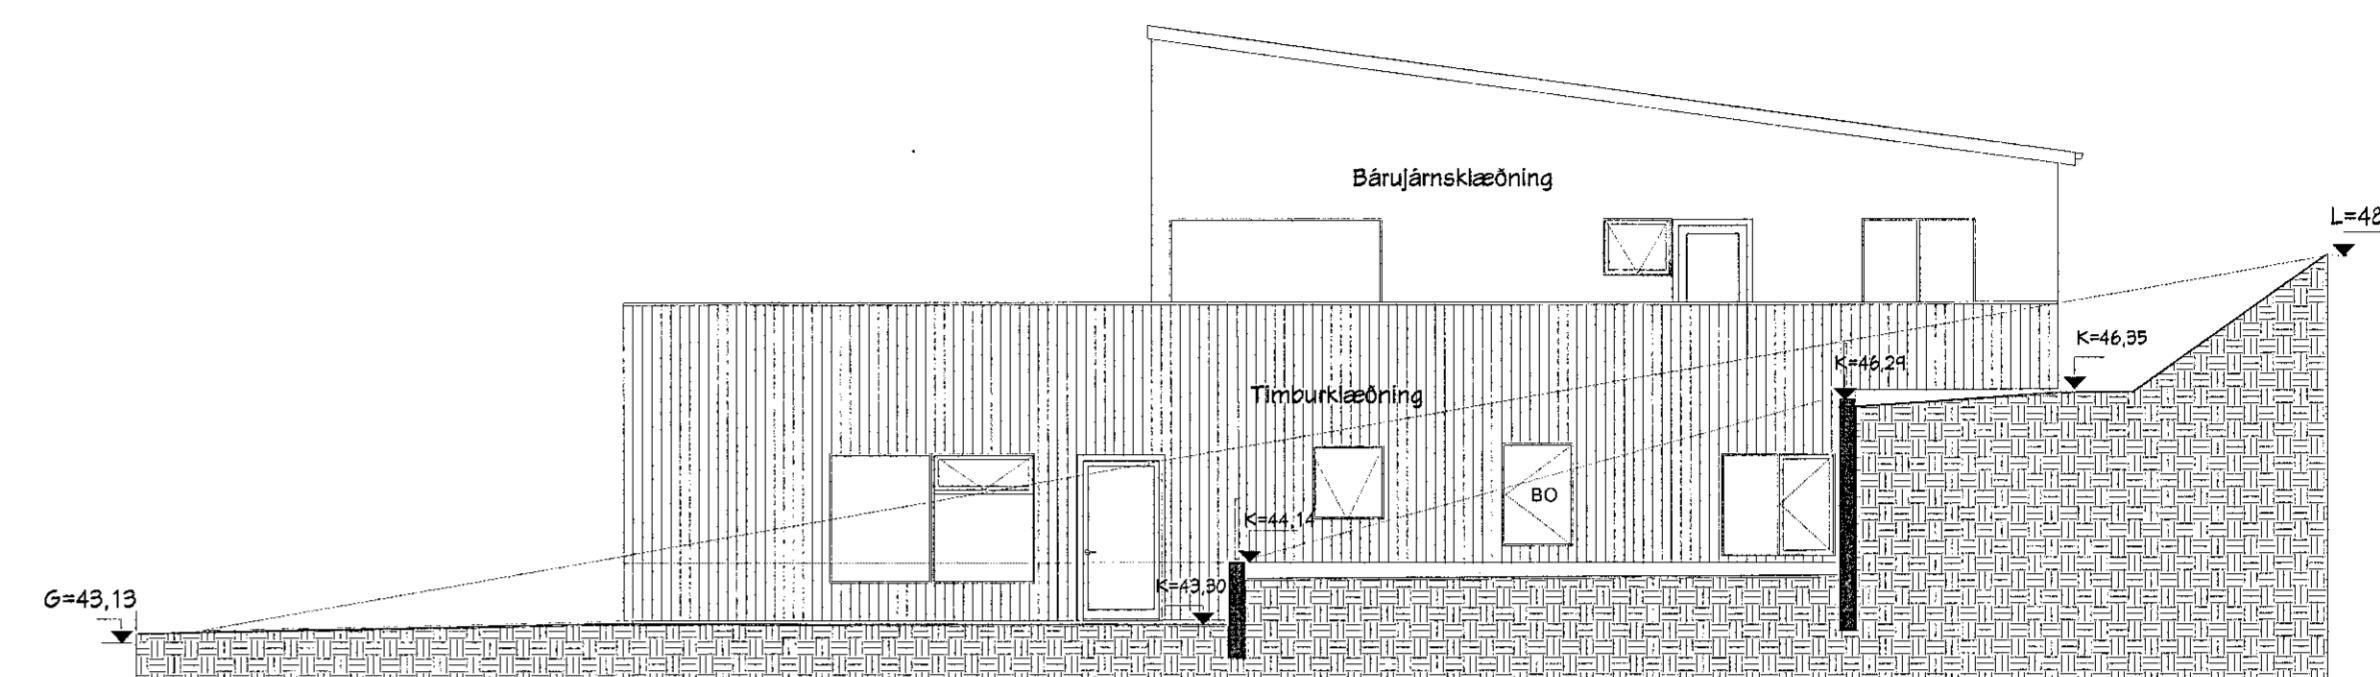 Bárujárnsklæðning
L=48
K=46,35
K=46,29
Timburklæðning
BO
K=44,14
K=43,30
G=43,13